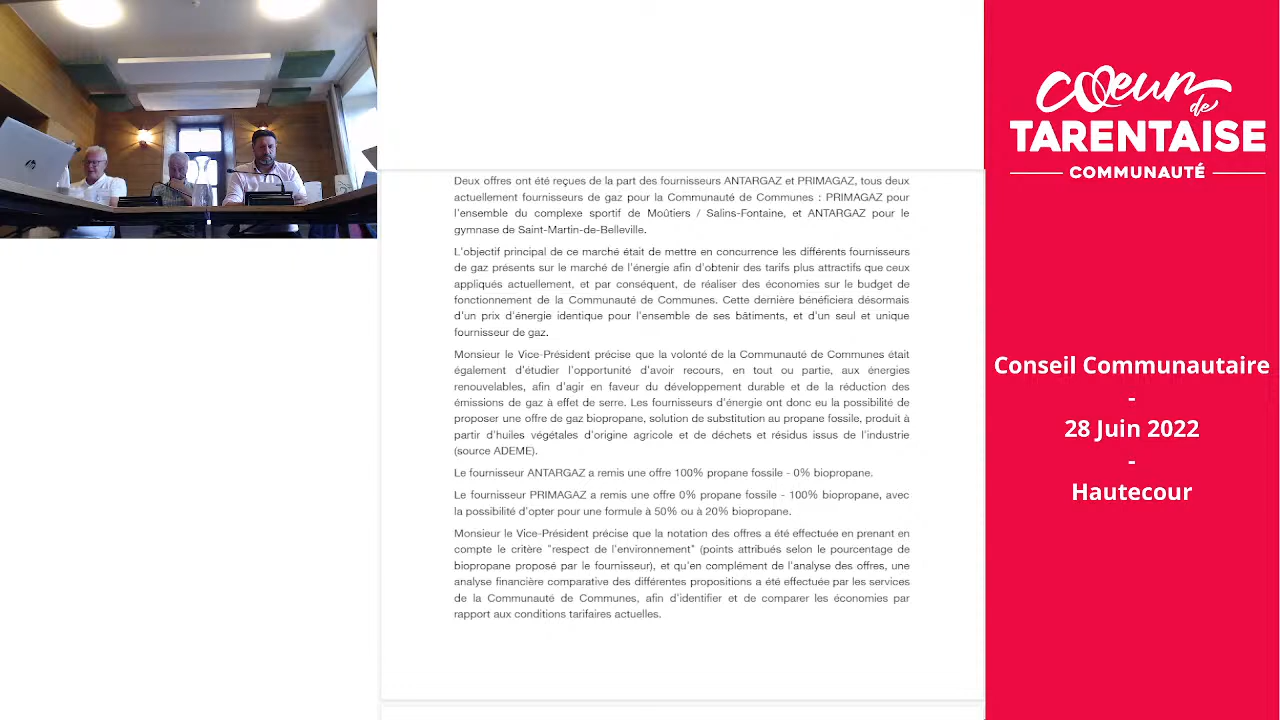 Deux offres ont été reçues de la part des fournisseurs ANTARGAZ et PRIMAGAZ, tous deux
actuellement fournisseurs de gaz pour la Communauté de Communes : PRIMAGAZ pour
l'ensemble du complexe sportif de Moûtiers / Salins-Fontaine, et ANTARGAZ pour le
gymnase de Saint-Martin-de-Belleville.
L'objectif principal de ce marché était de mettre en concurrence les différents fournisseurs
de gaz présents sur le marché de l'énergie afin d'obtenir des tarifs plus attractifs que ceux
appliqués actuellement, et par conséquent, de réaliser des économies sur le budget de
fonctionnement de la Communauté de Communes. Cette dernière bénéficiera désormais
d'un prix d'énergie identique pour l'ensemble de ses bâtiments, et d'un seul et unique
fournisseur de gaz.
Monsieur le Vice-Président précise que la volonté de la Communauté de Communes était
également d'étudier l'opportunité d'avoir recours, en tout ou partie, aux énergies
renouvelables, afin d'agir en faveur du développement durable et de la réduction des
émissions de gaz à effet de serre. Les fournisseurs d'énergie ont donc eu la possibilité de
proposer une offre de gaz biopropane, solution de substitution au propane fossile, produit à
partir d'huiles végétales d'origine agricole et de déchets et résidus issus de l'industrie
(source ADEME).
Le fournisseur ANTARGAZ a remis une offre 100% propane fossile - 0% biopropane.
Le fournisseur PRIMAGAZ a remis une offre 0% propane fossile - 100% biopropane, avec
la possibilité d'opter pour une formule à 50% ou à 20% biopropane.
Monsieur le Vice-Président précise que la notation des offres a été effectuée en prenant en
compte le critère "respect de l'environnement" (points attribués selon le pourcentage de
biopropane proposé par le fournisseur), et qu'en complément de l'analyse des offres, une
analyse financière comparative des différentes propositions a été effectuée par les services
de la Communauté de Communes, afin d'identifier et de comparer les économies par
rapport aux conditions tarifaires actuelles.
Cœur
de
TARENTAISE
COMMUNAUTÉ
Conseil Communautaire
-
28 Juin 2022
-
Hautecour
hp